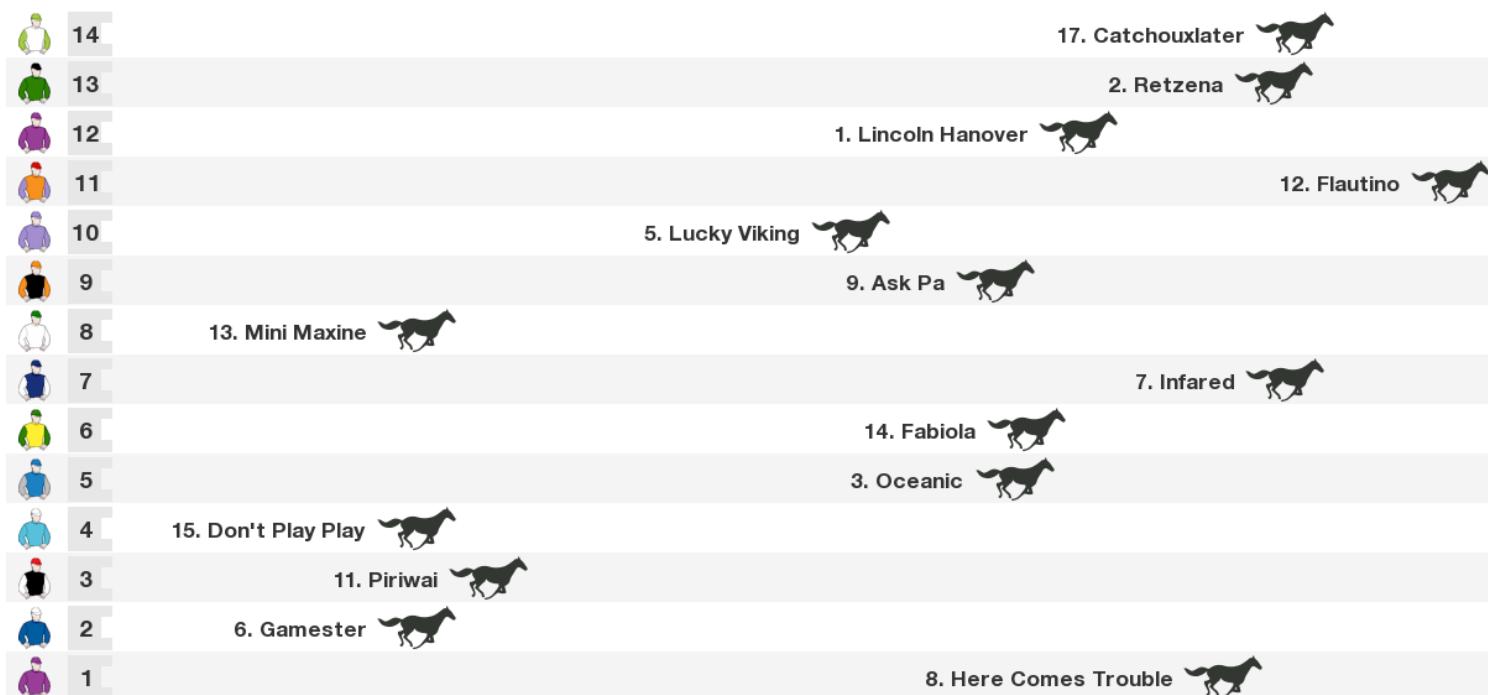 14 17. Catchouxlater
13 2. Retzena
12 1. Lincoln Hanover
11 12. Flautino
10 5. Lucky Viking
9 9. Ask Pa
8 13. Mini Maxine
7 7. Infared
6 14. Fabiola
5 3. Oceanic
4 15. Don't Play Play
3 11. Piriwai
2 6. Gamester
1 8. Here Comes Trouble